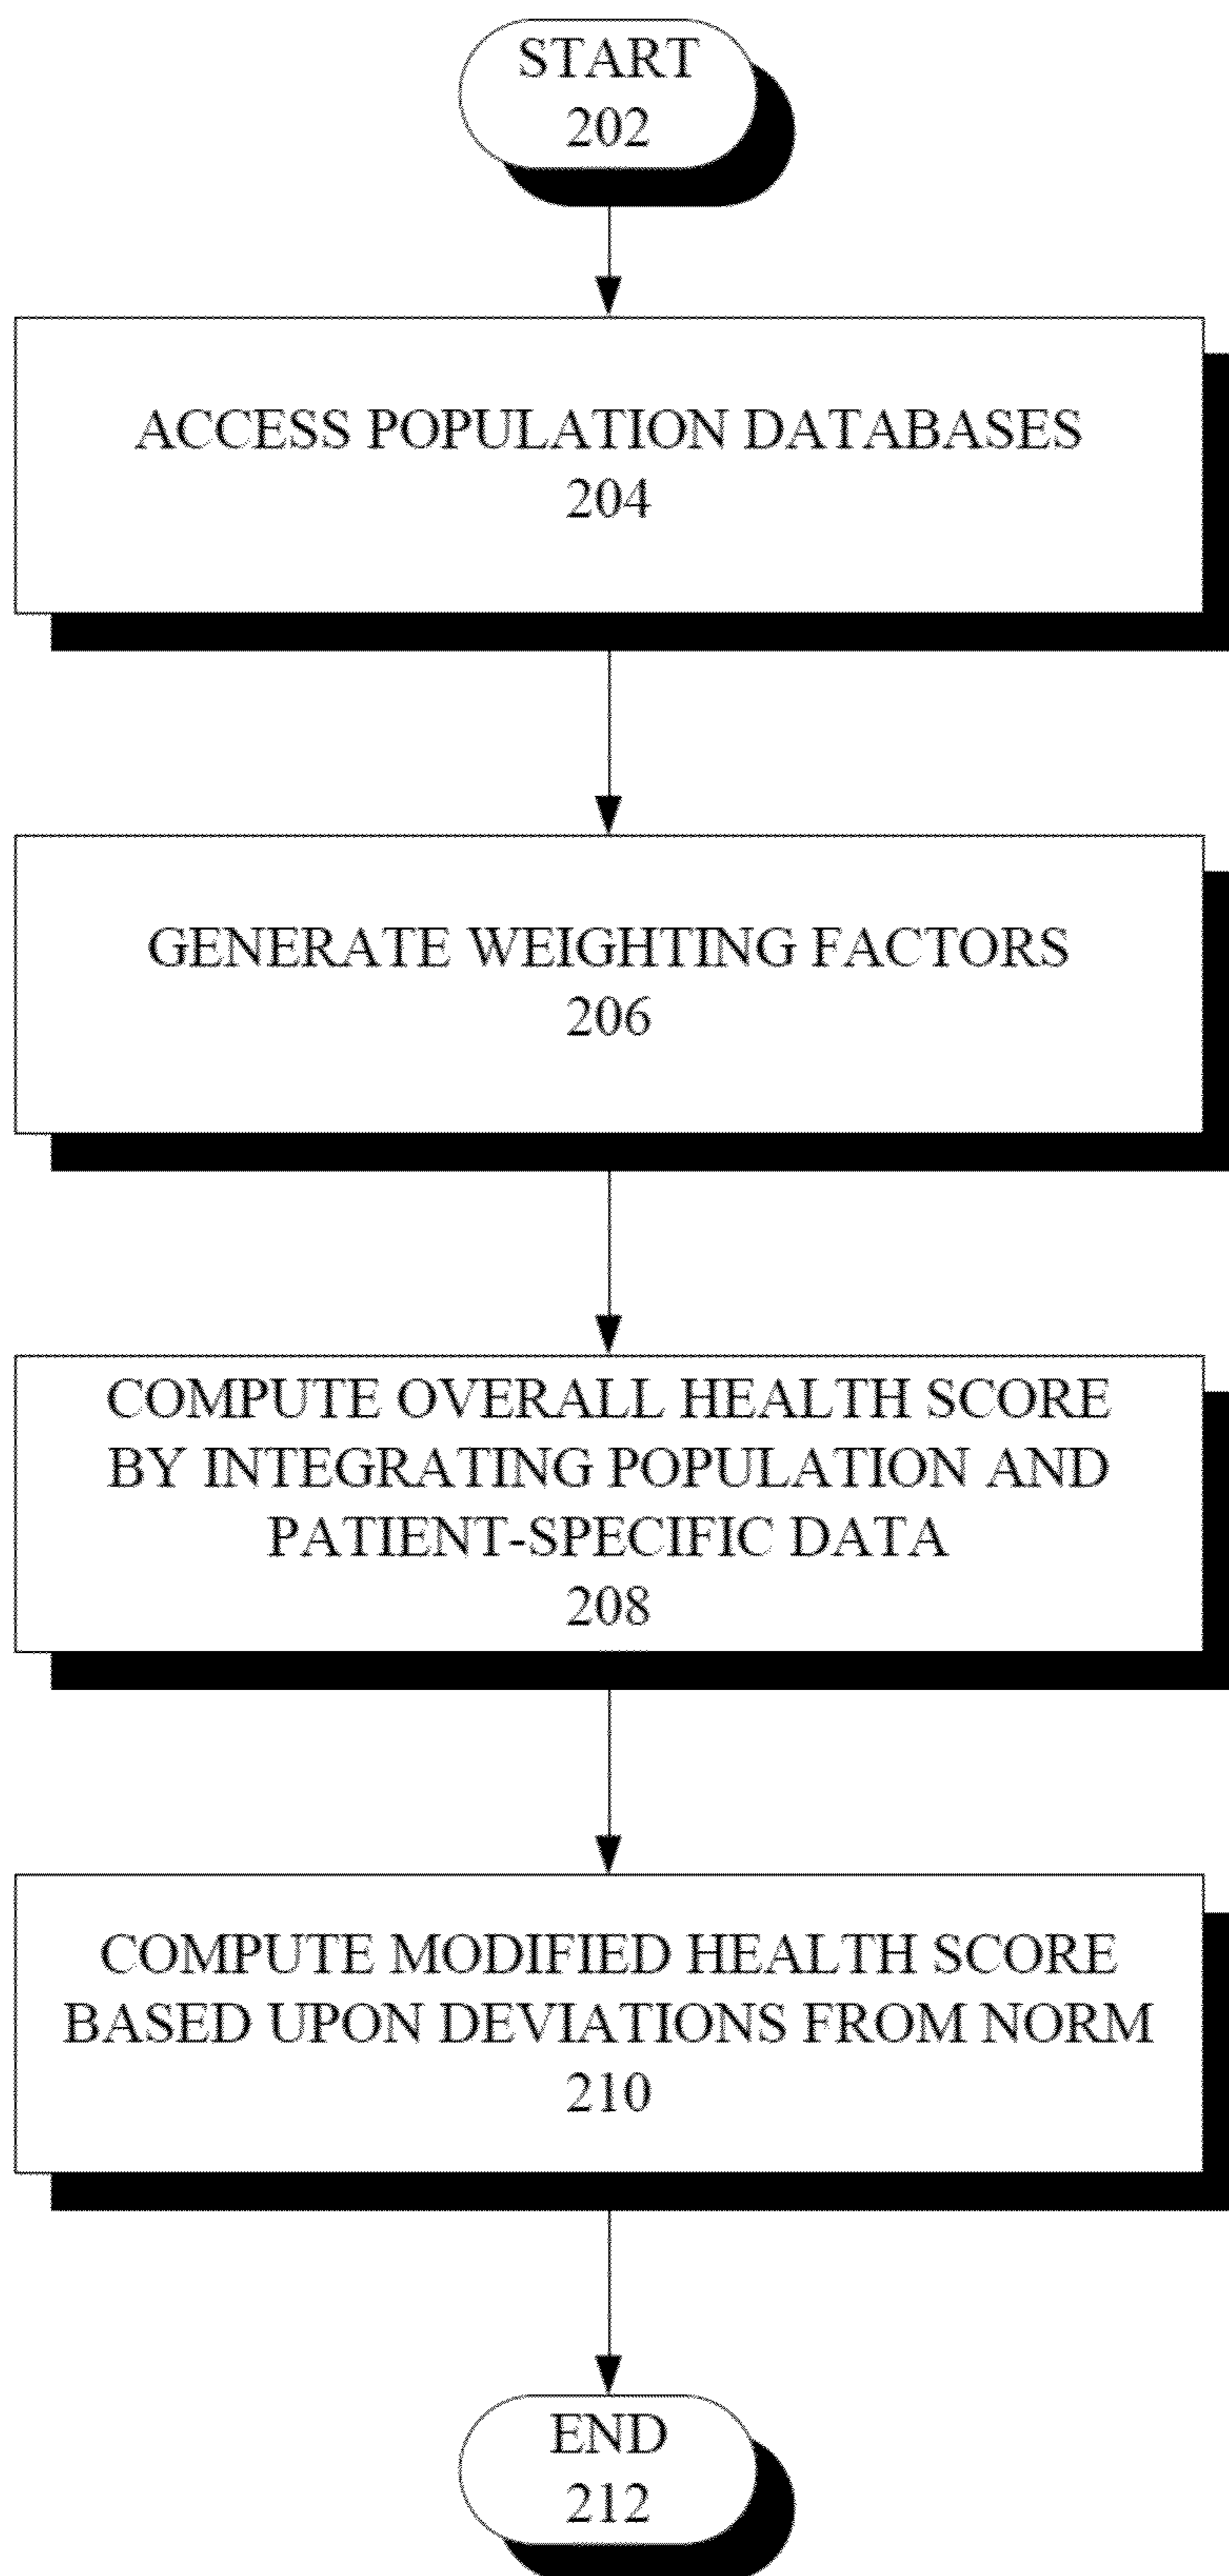 START
202
ACCESS POPULATION DATABASES
204
GENERATE WEIGHTING FACTORS
206
COMPUTE OVERALL HEALTH SCORE
BY INTEGRATING POPULATION AND
PATIENT-SPECIFIC DATA
208
COMPUTE MODIFIED HEALTH SCORE
BASED UPON DEVIATIONS FROM NORM
210
END
212